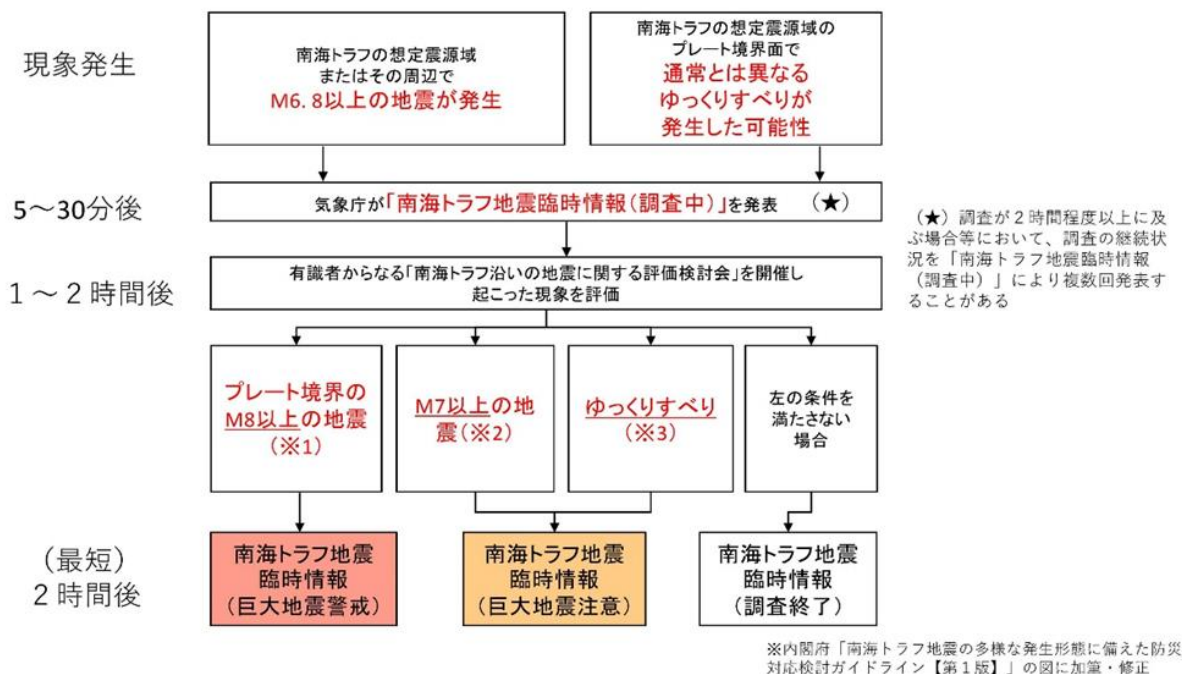 現象発生
南海トラフの想定震源域
またはその周辺で
M6.8以上の地震が発生
南海トラフの想定震源域の
プレート境界面で
通常とは異なる
ゆっくりすべりが
発生した可能性
5～30分後
気象庁が「南海トラフ地震臨時情報(調査中)」を発表 (★)
(★)調査が2時間程度以上に及
ぶ場合等において、調査の継続状
況を「南海トラフ地震臨時情報
(調査中)」により複数回発表す
ることがある
1～2時間後
有識者からなる「南海トラフ沿いの地震に関する評価検討会」を開催し
起こった現象を評価
プレート境界の
M8以上の地震
(※1)
M7以上の地
震(※2)
ゆっくりすべり
(※3)
左の条件を
満たさない
場合
(最短)
2時間後
南海トラフ地震
臨時情報
(巨大地震警戒)
南海トラフ地震
臨時情報
(巨大地震注意)
南海トラフ地震
臨時情報
(調査終了)
※内閣府「南海トラフ地震の多様な発生形態に備えた防災
対応検討ガイドライン【第1版】」の図に加筆・修正